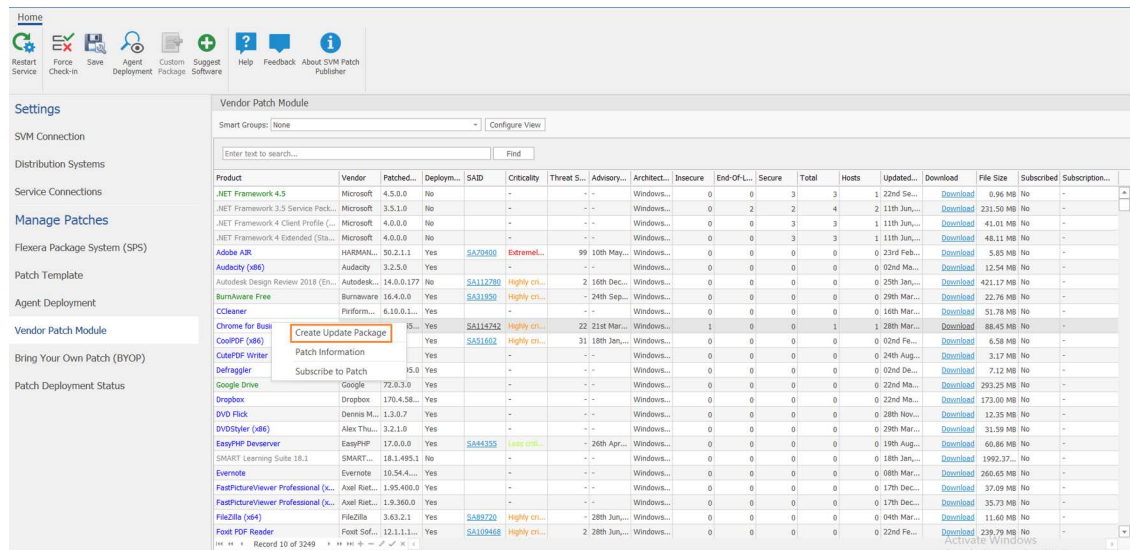 Home
Restart Service
Force Check-in
Save
Agent Deployment
Custom Package
Suggest Software
Help
Feedback
About SVM Patch Publisher
Settings
SVM Connection
Distribution Systems
Service Connections
Manage Patches
Flexera Package System (SPS)
Patch Template
Agent Deployment
Vendor Patch Module
Bring Your Own Patch (BYOP)
Patch Deployment Status
Vendor Patch Module
Smart Groups: None Configure View
Enter text to search... Find
Product Vendor Patched... Deploym... SAID Criticality Threat S... Advisory... Architect... Insecure End-Of-L... Secure Total Hosts Updated... Download File Size Subscribed Subscription...
.NET Framework 4.5 Microsoft 4.5.0.0 No - - - Windows... 0 0 3 3 1 22nd Se... Download 0.96 MB No -
.NET Framework 3.5 Service Pack... Microsoft 3.5.1.0 No - - - Windows... 0 2 2 4 2 11th Jun,... Download 231.50 MB No -
.NET Framework 4 Client Profile (... Microsoft 4.0.0.0 No - - - Windows... 0 0 3 3 1 11th Jun,... Download 41.01 MB No -
.NET Framework 4 Extended (Sta... Microsoft 4.0.0.0 No - - - Windows... 0 0 3 3 1 11th Jun,... Download 48.11 MB No -
Adobe AIR HARMAN... 50.2.1.1 Yes SA70400 Extremel... 99 10th May... Windows... 0 0 0 0 0 23rd Feb... Download 5.85 MB No -
Audacity (x86) Audacity 3.2.5.0 Yes - - - Windows... 0 0 0 0 0 02nd Ma... Download 12.54 MB No -
Autodesk Design Review 2018 (En... Autodesk... 14.0.0.177 No SA112780 Highly cri... 2 16th Dec... Windows... 0 0 0 0 0 25th Jan,... Download 421.17 MB No -
BurnAware Free Burnaware 16.4.0.0 Yes SA31950 Highly cri... - 24th Sep... Windows... 0 0 0 0 0 29th Mar... Download 22.76 MB No -
CCleaner Piriform... 6.10.0.1... Yes - - - Windows... 0 0 0 0 0 16th Mar... Download 51.78 MB No -
Chrome for Busi Yes SA114742 Highly cri... 22 21st Mar... Windows... 1 0 0 1 1 28th Mar... Download 88.45 MB No -
CoolPDF (x86) Yes SA51602 Highly cri... 31 18th Jan,... Windows... 0 0 0 0 0 02nd Fe... Download 6.58 MB No -
CutePDF Writer Yes - - - Windows... 0 0 0 0 0 24th Aug... Download 3.17 MB No -
Defraggler 95.0 Yes - - - Windows... 0 0 0 0 0 02nd De... Download 7.12 MB No -
Create Update Package
Patch Information
Subscribe to Patch
Google Drive Google 72.0.3.0 Yes - - - Windows... 0 0 0 0 0 22nd Ma... Download 293.25 MB No -
Dropbox Dropbox 170.4.58... Yes - - - Windows... 0 0 0 0 0 22nd Ma... Download 173.00 MB No -
DVD Flick Dennis M... 1.3.0.7 Yes - - - Windows... 0 0 0 0 0 28th Nov... Download 12.35 MB No -
DVDStyler (x86) Alex Thu... 3.2.1.0 Yes - - - Windows... 0 0 0 0 0 29th Mar... Download 31.59 MB No -
EasyPHP Devserver EasyPHP 17.0.0.0 Yes SA44355 Less criti... - 26th Apr... Windows... 0 0 0 0 0 19th Aug... Download 60.86 MB No -
SMART Learning Suite 18.1 SMART... 18.1.495.1 No - - - Windows... 0 0 0 0 0 18th Jan,... Download 1992.37... No -
Evernote Evernote 10.54.4.... Yes - - - Windows... 0 0 0 0 0 08th Mar... Download 260.65 MB No -
FastPictureViewer Professional (x... Axel Riet... 1.95.400.0 Yes - - - Windows... 0 0 0 0 0 17th Dec... Download 37.09 MB No -
FastPictureViewer Professional (x... Axel Riet... 1.9.360.0 Yes - - - Windows... 0 0 0 0 0 17th Dec... Download 35.73 MB No -
FileZilla (x64) FileZilla 3.63.2.1 Yes SA89720 Highly cri... - 28th Jun,... Windows... 0 0 0 0 0 04th Mar... Download 11.60 MB No -
Foxit PDF Reader Foxit Sof... 12.1.1.1... Yes SA109468 Highly cri... 2 28th Jun,... Windows... 0 0 0 0 0 22nd Fe... Download 239.79 MB No -
Record 10 of 3249
Activate Windows